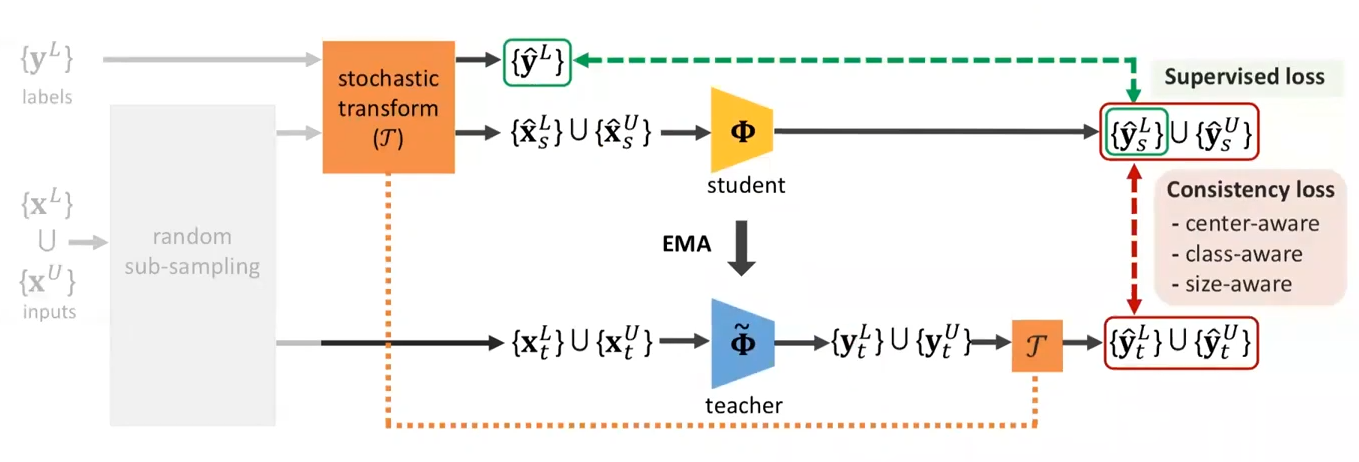 {y^L}
labels
{x^L}
∪
{x^U}
inputs
random
sub-sampling
stochastic
transform
(𝒯)
{ŷ^L}
{x̂_s^L} ∪ {x̂_s^U}
Φ
student
EMA
{x_t^L} ∪ {x_t^U}
Φ̃
teacher
{y_t^L} ∪ {y_t^U}
𝒯
{ŷ_s^L} ∪ {ŷ_s^U}
{ŷ_t^L} ∪ {ŷ_t^U}
Supervised loss
Consistency loss
- center-aware
- class-aware
- size-aware